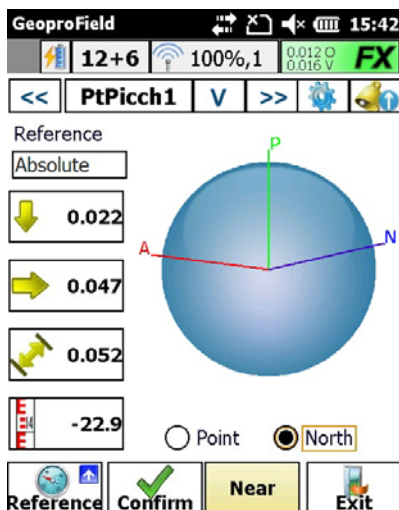 GeoproField 15:42
12+6 100%,1 0.012 O FX
0.016 V
<< PtPicch1 V >>
Reference
Absolute
P
0.022
A
N
0.047
0.052
-22.9
Point North
Reference Confirm Near Exit